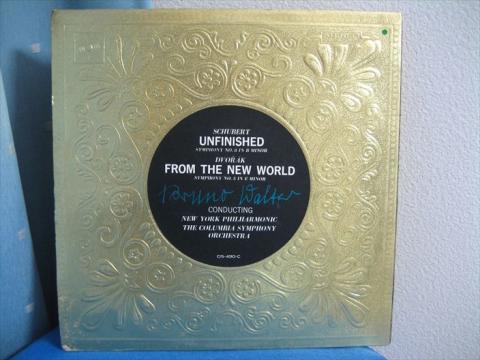 SCHUBERT
UNFINISHED
SYMPHONY NO. 8 IN B MINOR
DVOŘÁK
FROM THE NEW WORLD
SYMPHONY NO. 5 IN E MINOR
Bruno Walter
CONDUCTING
NEW YORK PHILHARMONIC
THE COLUMBIA SYMPHONY
ORCHESTRA